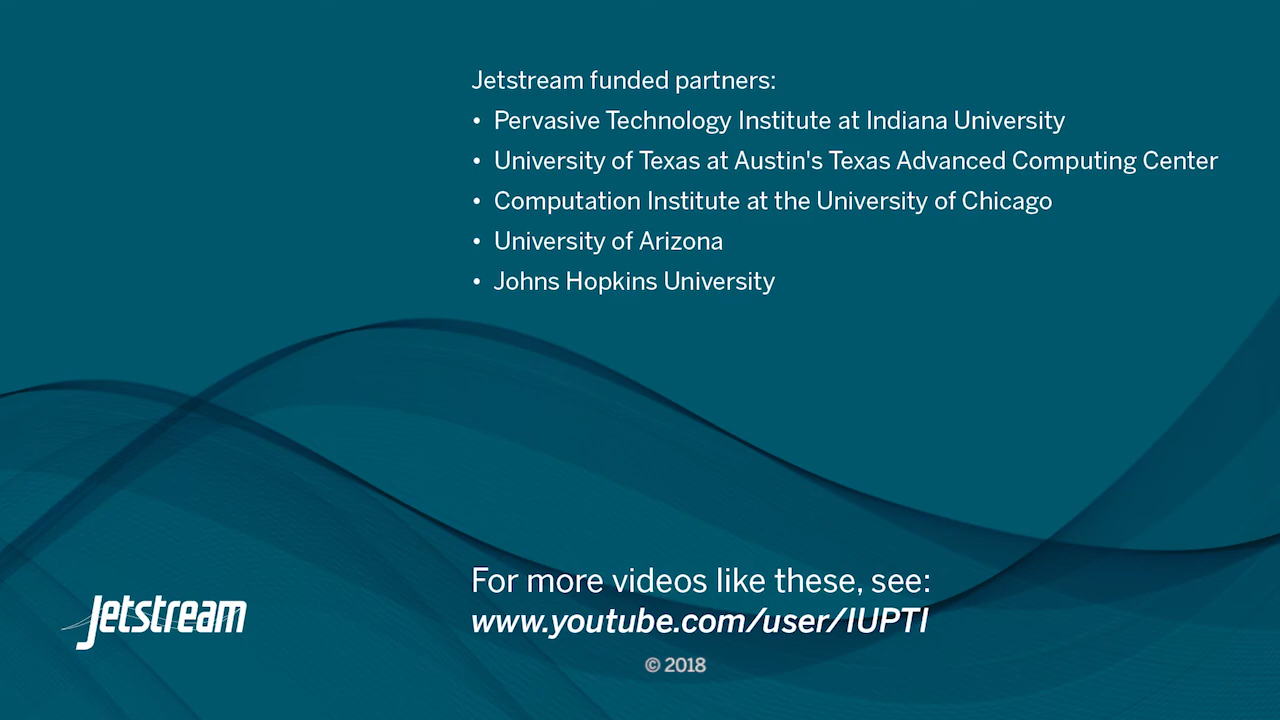 Jetstream funded partners:
• Pervasive Technology Institute at Indiana University
• University of Texas at Austin's Texas Advanced Computing Center
• Computation Institute at the University of Chicago
• University of Arizona
• Johns Hopkins University
For more videos like these, see:
www.youtube.com/user/IUPTI
Jetstream
© 2018